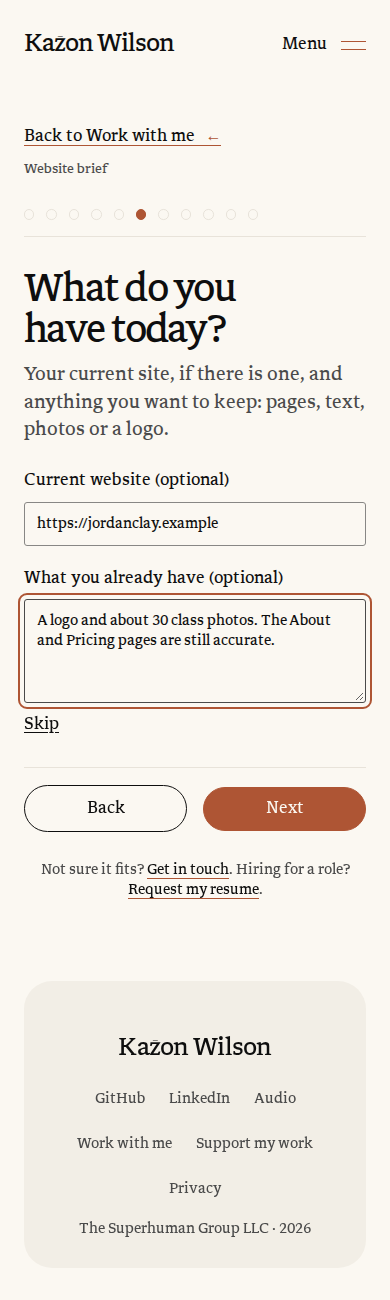 Kažon Wilson
Menu
Back to Work with me ←
Website brief
What do you
have today?
Your current site, if there is one, and
anything you want to keep: pages, text,
photos or a logo.
Current website (optional)
https://jordanclay.example
What you already have (optional)
A logo and about 30 class photos. The About
and Pricing pages are still accurate.
Skip
Back
Next
Not sure it fits? Get in touch. Hiring for a role?
Request my resume.
Kažon Wilson
GitHub LinkedIn Audio
Work with me Support my work
Privacy
The Superhuman Group LLC · 2026